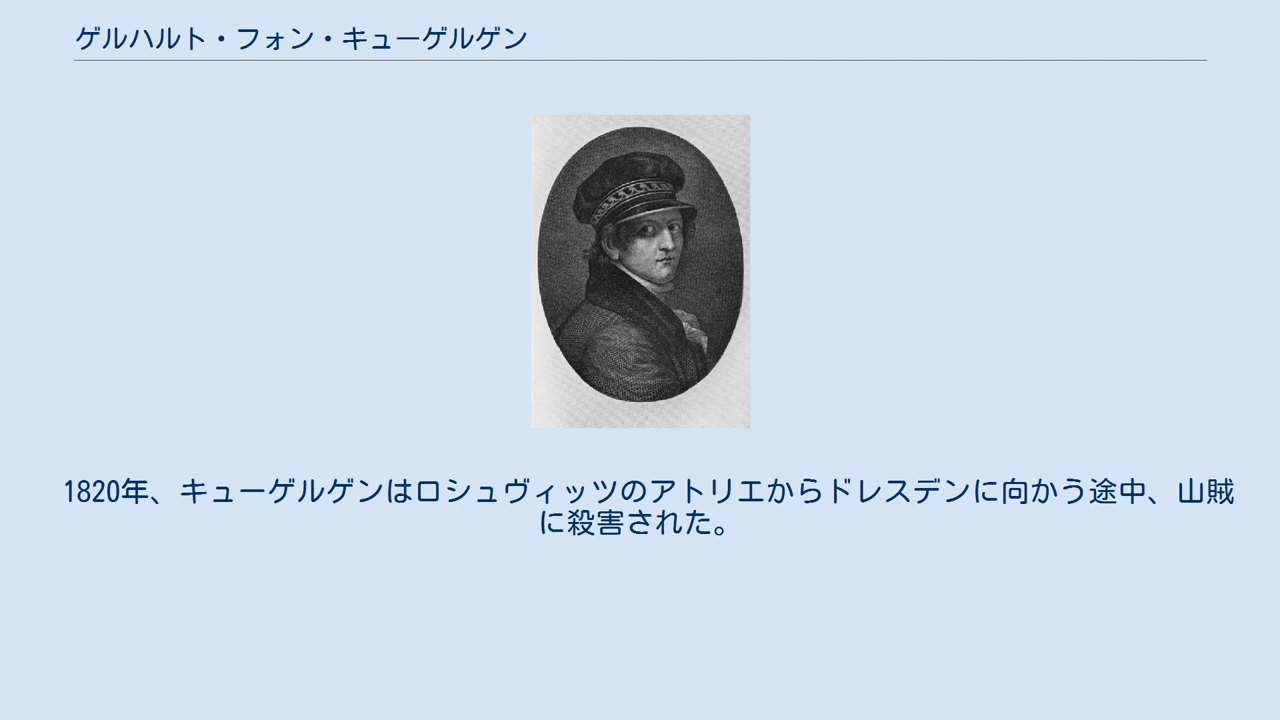 ゲルハルト・フォン・キューゲルゲン
1820年、キューゲルゲンはロシュヴィッツのアトリエからドレスデンに向かう途中、山賊
に殺害された。